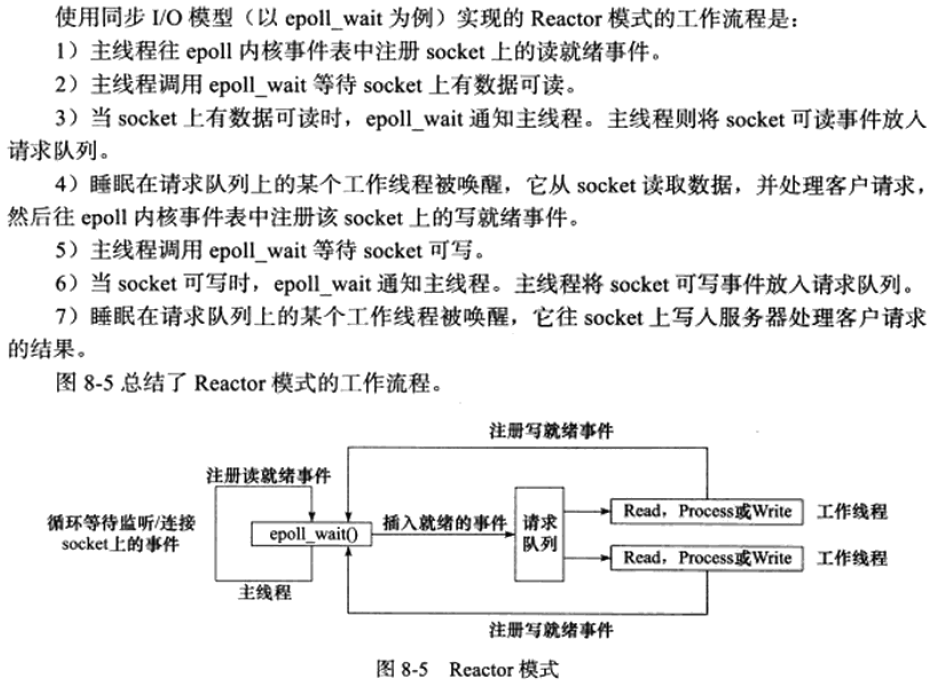 使用同步 I/O 模型（以 epoll_wait 为例）实现的 Reactor 模式的工作流程是：
1）主线程往 epoll 内核事件表中注册 socket 上的读就绪事件。
2）主线程调用 epoll_wait 等待 socket 上有数据可读。
3）当 socket 上有数据可读时，epoll_wait 通知主线程。主线程则将 socket 可读事件放入
请求队列。
4）睡眠在请求队列上的某个工作线程被唤醒，它从 socket 读取数据，并处理客户请求，
然后往 epoll 内核事件表中注册该 socket 上的写就绪事件。
5）主线程调用 epoll_wait 等待 socket 可写。
6）当 socket 可写时，epoll_wait 通知主线程。主线程将 socket 可写事件放入请求队列。
7）睡眠在请求队列上的某个工作线程被唤醒，它往 socket 上写入服务器处理客户请求
的结果。
图 8-5 总结了 Reactor 模式的工作流程。
注册写就绪事件
注册读就绪事件
循环等待监听/连接
socket上的事件
epoll_wait()
插入就绪的事件
请求
队列
Read，Process或Write
工作线程
Read，Process或Write
工作线程
主线程
注册写就绪事件
图 8-5 Reactor 模式